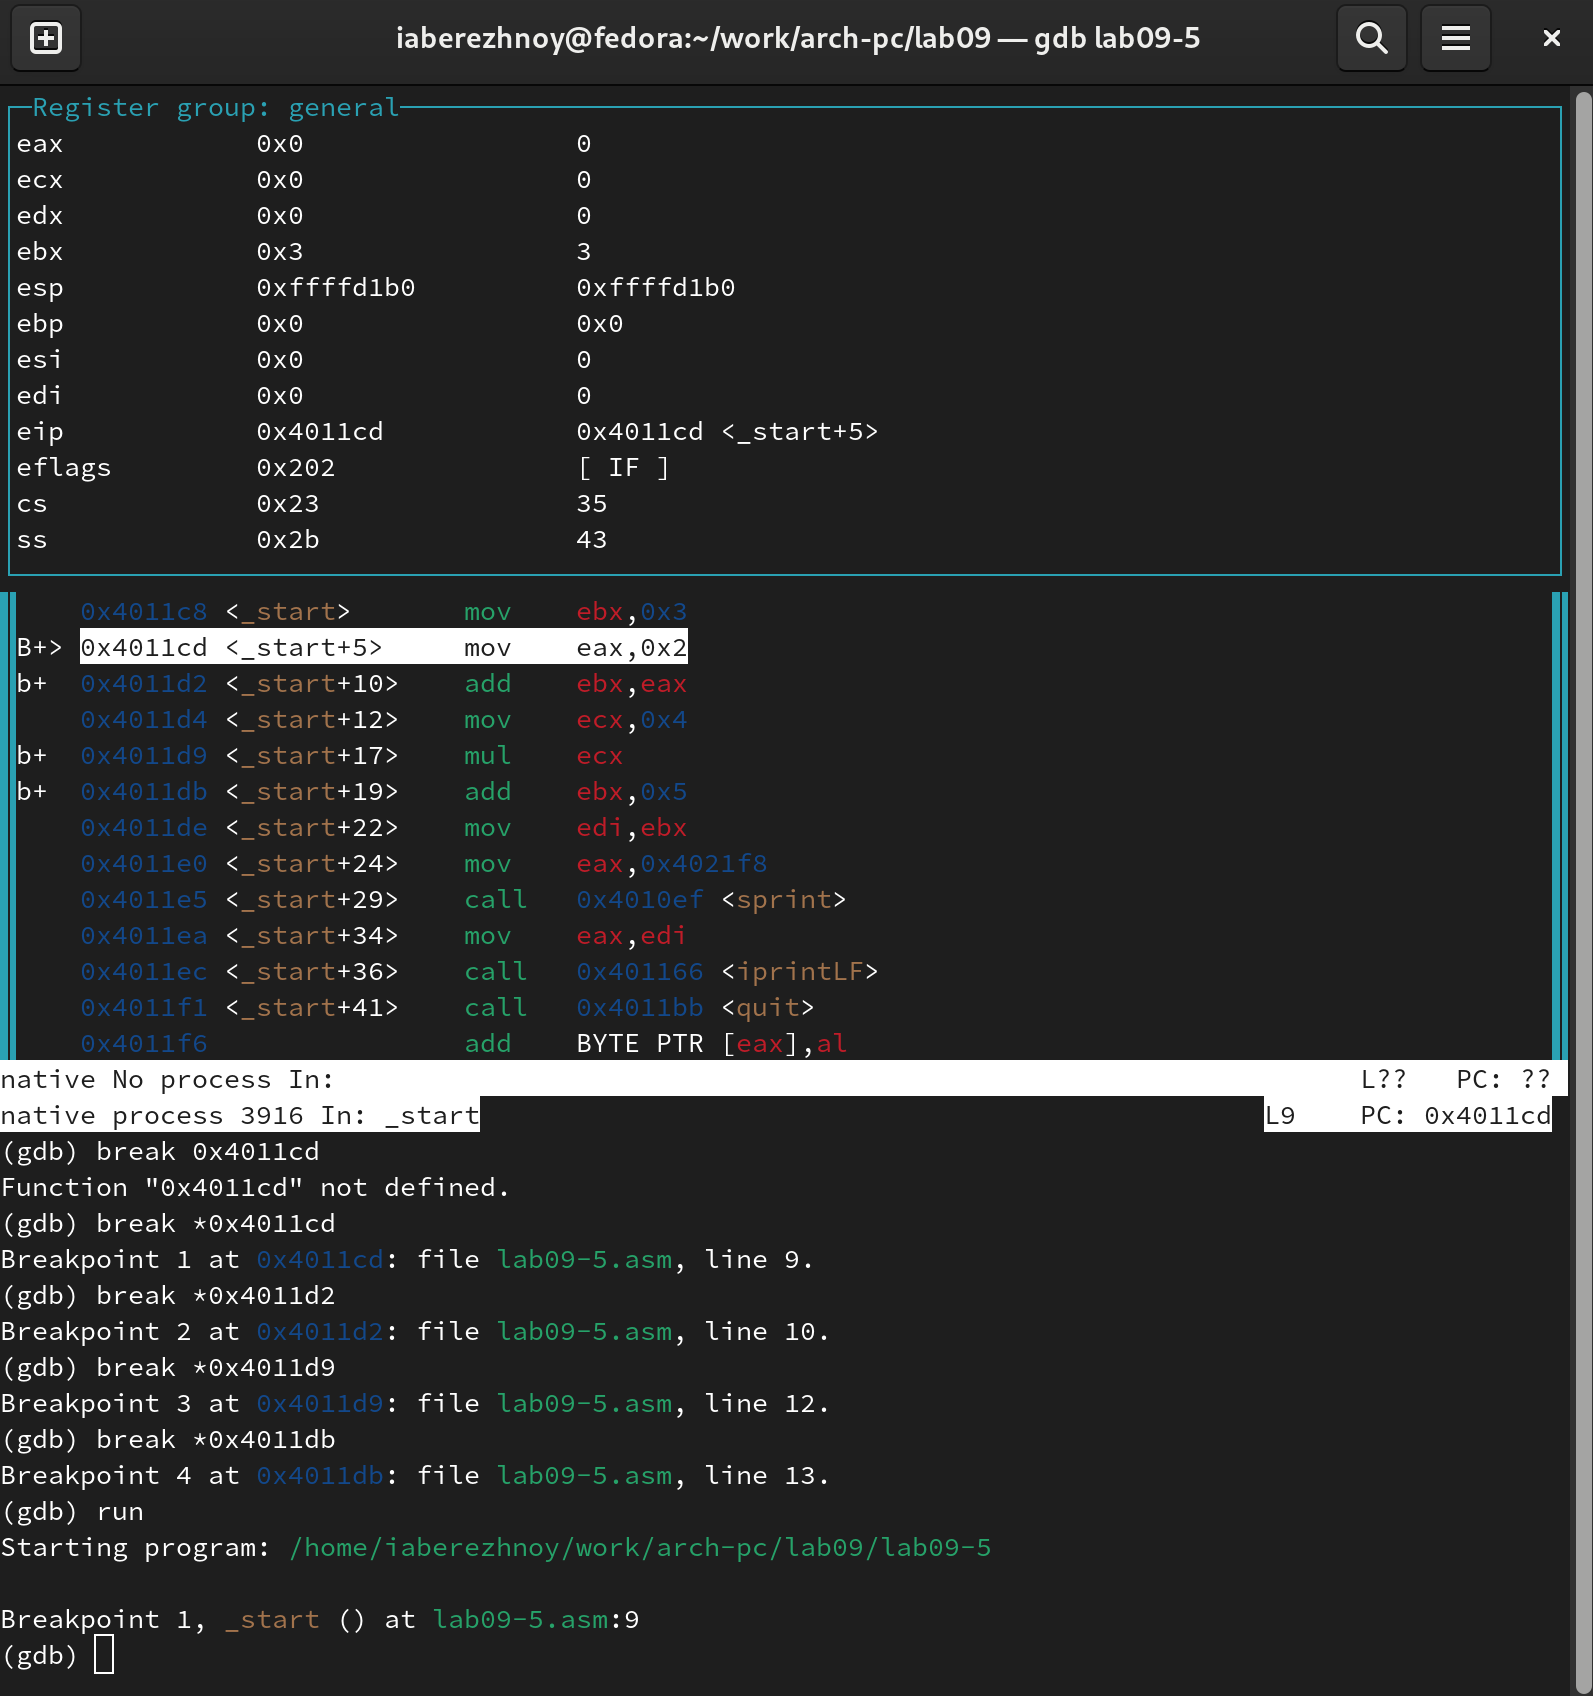 iaberezhnoy@fedora:~/work/arch-pc/lab09 — gdb lab09-5
Register group: general
eax 0x0 0
ecx 0x0 0
edx 0x0 0
ebx 0x3 3
esp 0xffffd1b0 0xffffd1b0
ebp 0x0 0x0
esi 0x0 0
edi 0x0 0
eip 0x4011cd 0x4011cd <_start+5>
eflags 0x202 [ IF ]
cs 0x23 35
ss 0x2b 43
0x4011c8 <_start> mov ebx,0x3
B+> 0x4011cd <_start+5> mov eax,0x2
b+ 0x4011d2 <_start+10> add ebx,eax
0x4011d4 <_start+12> mov ecx,0x4
b+ 0x4011d9 <_start+17> mul ecx
b+ 0x4011db <_start+19> add ebx,0x5
0x4011de <_start+22> mov edi,ebx
0x4011e0 <_start+24> mov eax,0x4021f8
0x4011e5 <_start+29> call 0x4010ef <sprint>
0x4011ea <_start+34> mov eax,edi
0x4011ec <_start+36> call 0x401166 <iprintLF>
0x4011f1 <_start+41> call 0x4011bb <quit>
0x4011f6 add BYTE PTR [eax],al
native No process In: L?? PC: ??
native process 3916 In: _start L9 PC: 0x4011cd
(gdb) break 0x4011cd
Function "0x4011cd" not defined.
(gdb) break *0x4011cd
Breakpoint 1 at 0x4011cd: file lab09-5.asm, line 9.
(gdb) break *0x4011d2
Breakpoint 2 at 0x4011d2: file lab09-5.asm, line 10.
(gdb) break *0x4011d9
Breakpoint 3 at 0x4011d9: file lab09-5.asm, line 12.
(gdb) break *0x4011db
Breakpoint 4 at 0x4011db: file lab09-5.asm, line 13.
(gdb) run
Starting program: /home/iaberezhnoy/work/arch-pc/lab09/lab09-5
Breakpoint 1, _start () at lab09-5.asm:9
(gdb)